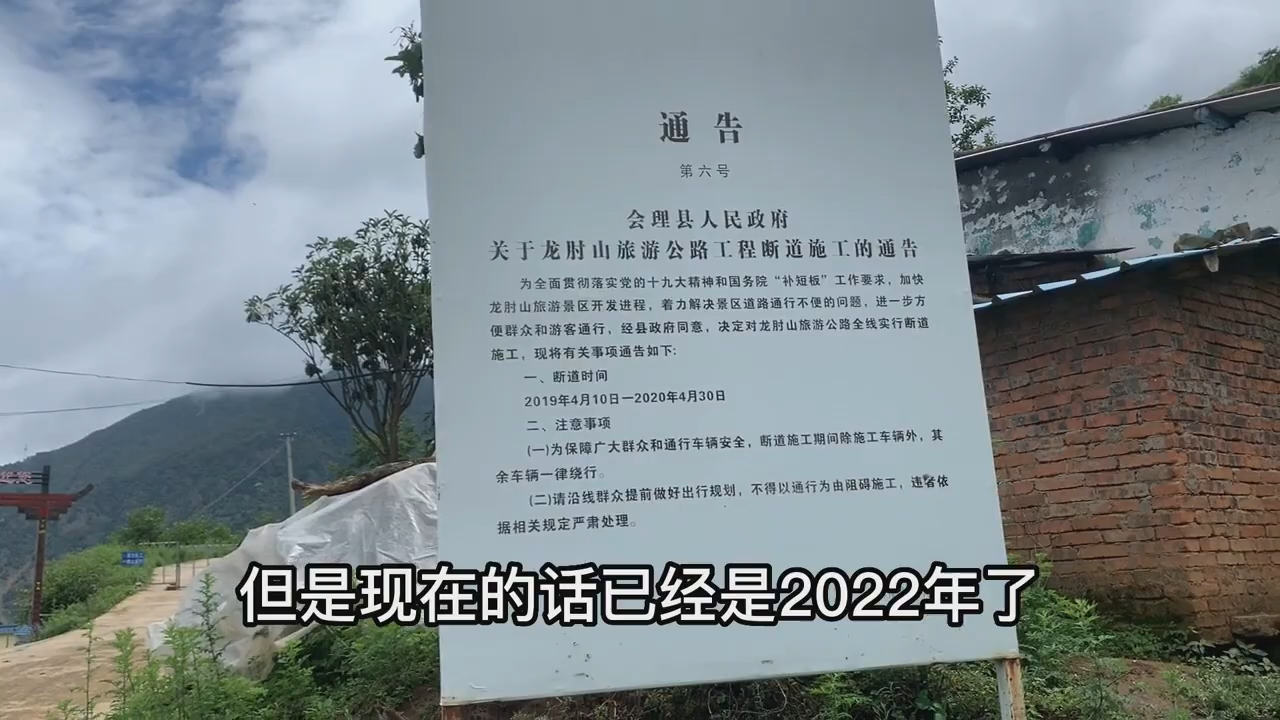 通告
第六号
会理县人民政府
关于龙肘山旅游公路工程断道施工的通告
为全面贯彻落实党的十九大精神和国务院“补短板”工作要求，加快
龙肘山旅游景区开发进程，着力解决景区道路通行不便的问题，进一步方
便群众和游客通行，经县政府同意，决定对龙肘山旅游公路全线实行断道
施工，现将有关事项通告如下：
一、断道时间
2019年4月10日—2020年4月30日
二、注意事项
(一)为保障广大群众和通行车辆安全，断道施工期间除施工车辆外，其
余车辆一律绕行。
(二)请沿线群众提前做好出行规划，不得以通行为由阻碍施工，违者依
据相关规定严肃处理。
但是现在的话已经是2022年了